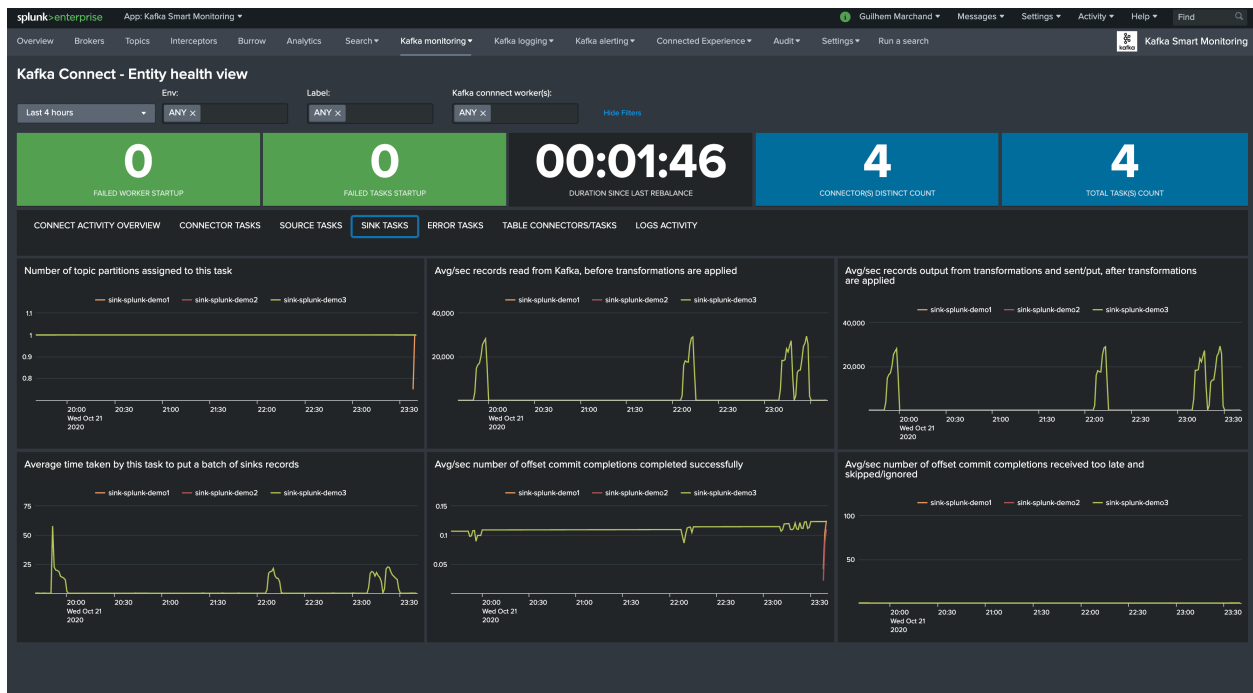 splunk>enterprise App: Kafka Smart Monitoring ▾ i Guilhem Marchand ▾ Messages ▾ Settings ▾ Activity ▾ Help ▾ Find
Overview Brokers Topics Interceptors Burrow Analytics Search ▾ Kafka monitoring ▾ Kafka logging ▾ Kafka alerting ▾ Connected Experience ▾ Audit ▾ Settings ▾ Run a search kafka Kafka Smart Monitoring
Kafka Connect - Entity health view
Env: Label: Kafka connnect worker(s):
Last 4 hours ANY × ANY × ANY × Hide Filters
0 0 00:01:46 4 4
FAILED WORKER STARTUP FAILED TASKS STARTUP DURATION SINCE LAST REBALANCE CONNECTOR(S) DISTINCT COUNT TOTAL TASK(S) COUNT
CONNECT ACTIVITY OVERVIEW CONNECTOR TASKS SOURCE TASKS SINK TASKS ERROR TASKS TABLE CONNECTORS/TASKS LOGS ACTIVITY
Number of topic partitions assigned to this task
sink-splunk-demo1 sink-splunk-demo2 sink-splunk-demo3
1.1
1
0.9
0.8
20:00 20:30 21:00 21:30 22:00 22:30 23:00 23:30
Wed Oct 21
2020
Avg/sec records read from Kafka, before transformations are applied
sink-splunk-demo1 sink-splunk-demo2 sink-splunk-demo3
40,000
20,000
20:00 20:30 21:00 21:30 22:00 22:30 23:00
Wed Oct 21
2020
Avg/sec records output from transformations and sent/put, after transformations
are applied
sink-splunk-demo1 sink-splunk-demo2 sink-splunk-demo3
40,000
20,000
20:00 20:30 21:00 21:30 22:00 22:30 23:00 23:30
Wed Oct 21
2020
Average time taken by this task to put a batch of sinks records
sink-splunk-demo1 sink-splunk-demo2 sink-splunk-demo3
75
50
25
20:00 20:30 21:00 21:30 22:00 22:30 23:00 23:30
Wed Oct 21
2020
Avg/sec number of offset commit completions completed successfully
sink-splunk-demo1 sink-splunk-demo2 sink-splunk-demo3
0.15
0.1
0.05
20:00 20:30 21:00 21:30 22:00 22:30 23:00 23:30
Wed Oct 21
2020
Avg/sec number of offset commit completions received too late and
skipped/ignored
sink-splunk-demo1 sink-splunk-demo2 sink-splunk-demo3
100
50
20:00 20:30 21:00 21:30 22:00 22:30 23:00 23:30
Wed Oct 21
2020